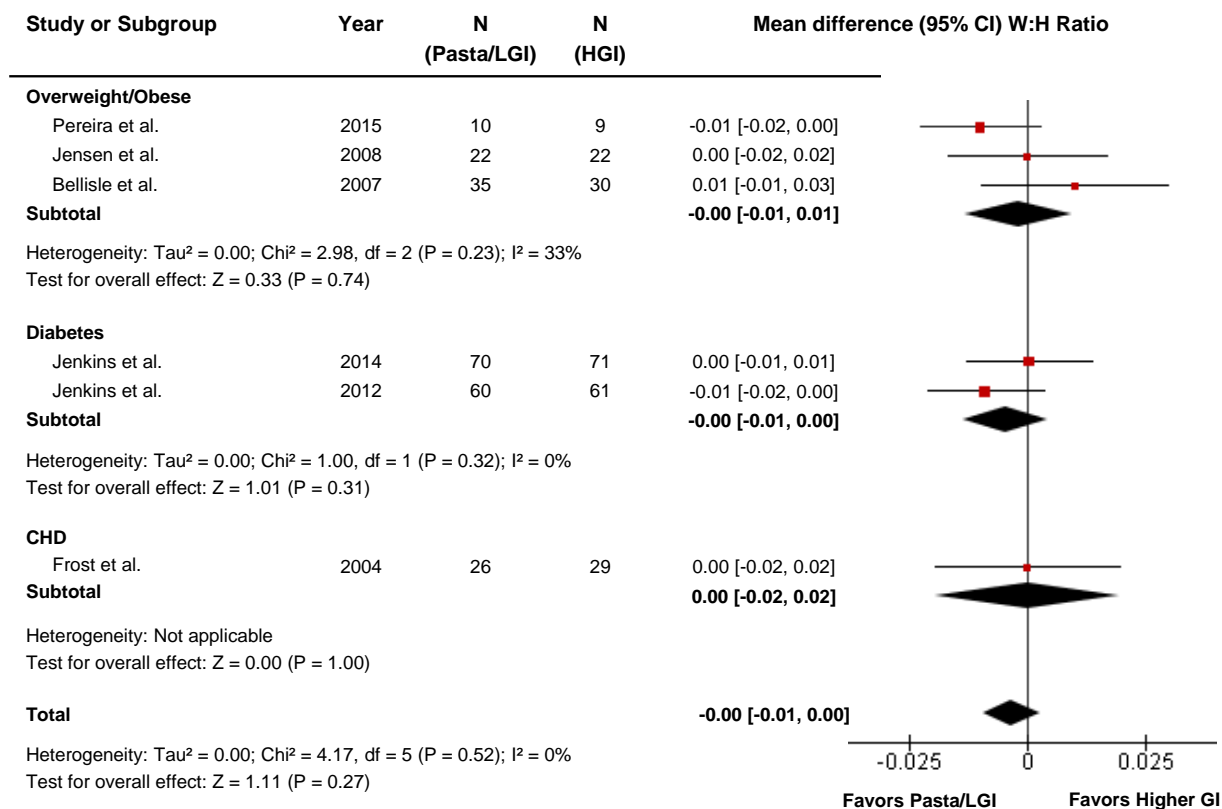 Study or Subgroup Year N N Mean difference (95% CI) W:H Ratio
(Pasta/LGI) (HGI)
Overweight/Obese
Pereira et al. 2015 10 9 -0.01 [-0.02, 0.00]
Jensen et al. 2008 22 22 0.00 [-0.02, 0.02]
Bellisle et al. 2007 35 30 0.01 [-0.01, 0.03]
Subtotal -0.00 [-0.01, 0.01]
Heterogeneity: Tau² = 0.00; Chi² = 2.98, df = 2 (P = 0.23); I² = 33%
Test for overall effect: Z = 0.33 (P = 0.74)
Diabetes
Jenkins et al. 2014 70 71 0.00 [-0.01, 0.01]
Jenkins et al. 2012 60 61 -0.01 [-0.02, 0.00]
Subtotal -0.00 [-0.01, 0.00]
Heterogeneity: Tau² = 0.00; Chi² = 1.00, df = 1 (P = 0.32); I² = 0%
Test for overall effect: Z = 1.01 (P = 0.31)
CHD
Frost et al. 2004 26 29 0.00 [-0.02, 0.02]
Subtotal 0.00 [-0.02, 0.02]
Heterogeneity: Not applicable
Test for overall effect: Z = 0.00 (P = 1.00)
Total -0.00 [-0.01, 0.00]
Heterogeneity: Tau² = 0.00; Chi² = 4.17, df = 5 (P = 0.52); I² = 0%
Test for overall effect: Z = 1.11 (P = 0.27)
-0.025 0 0.025
Favors Pasta/LGI Favors Higher GI